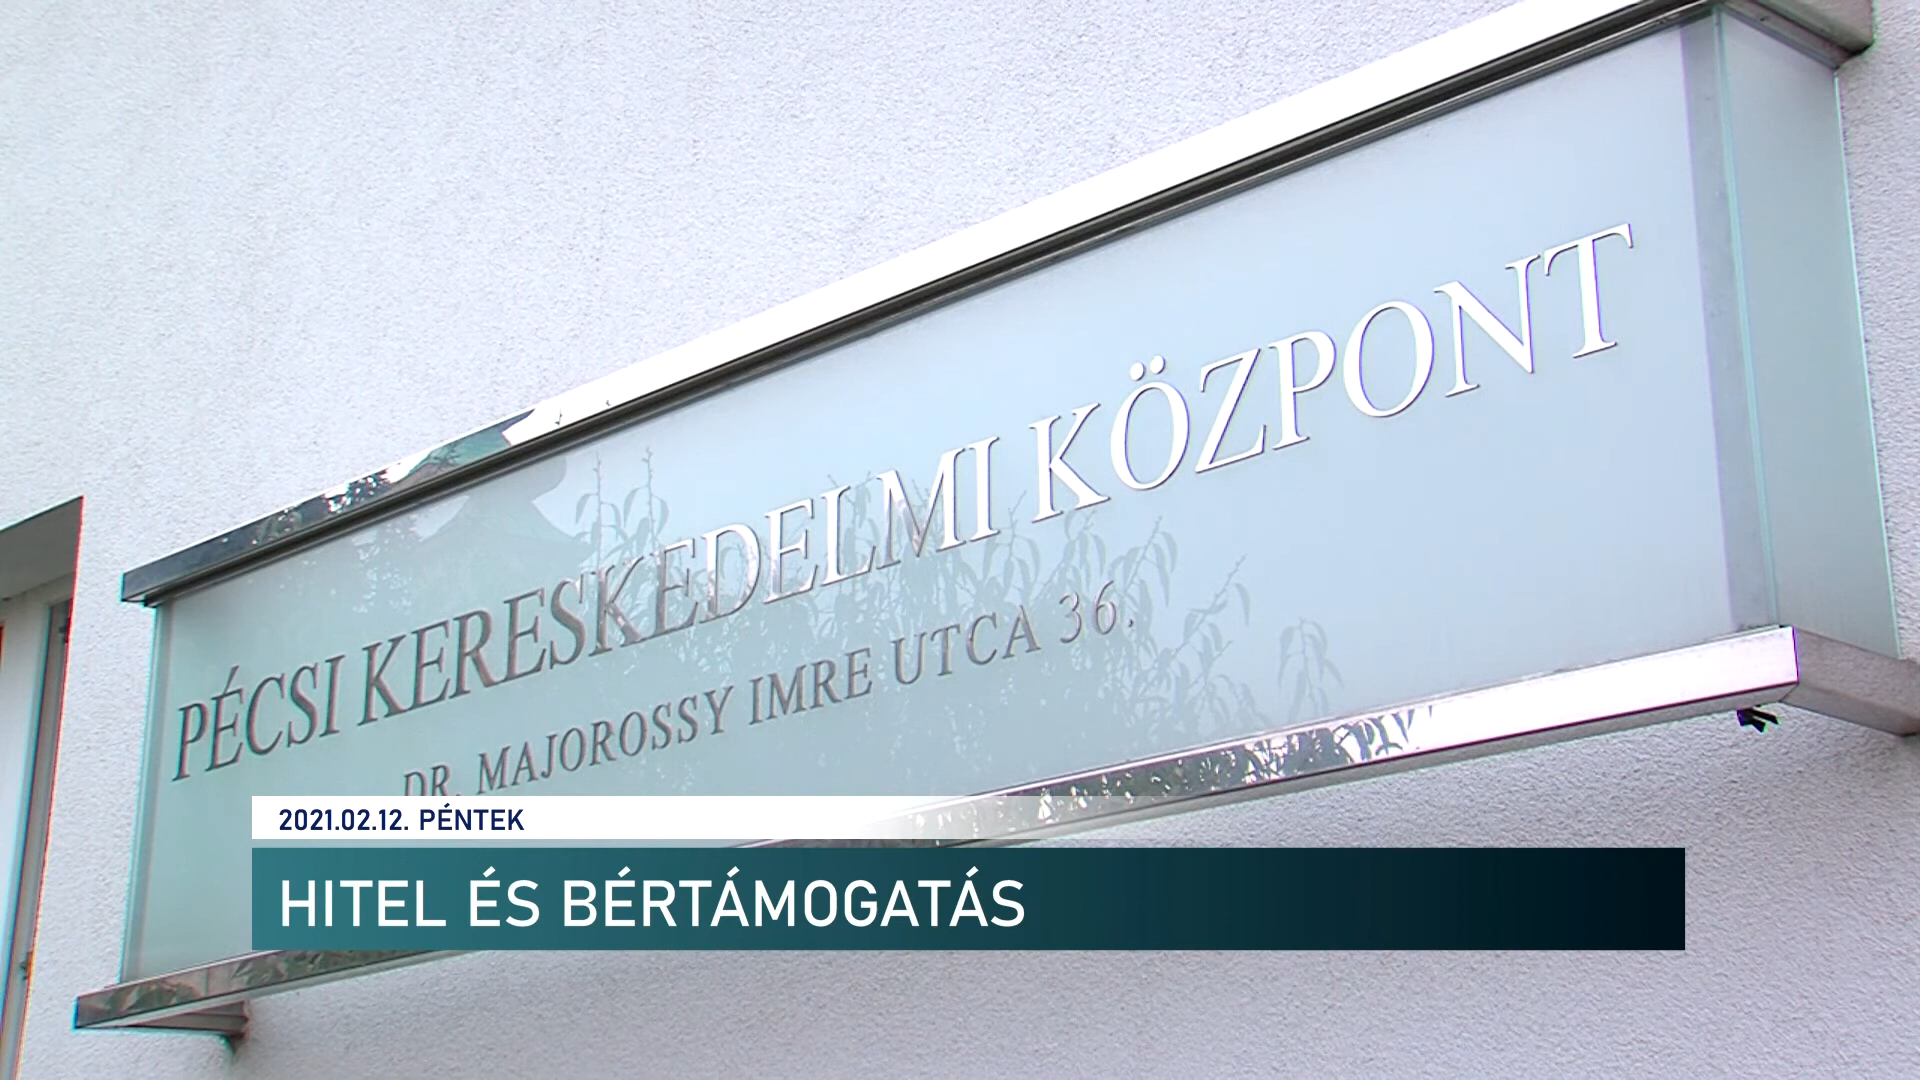 PÉCSI KERESKEDELMI KÖZPONT
DR. MAJOROSSY IMRE UTCA 36.
2021.02.12. PÉNTEK
HITEL ÉS BÉRTÁMOGATÁS